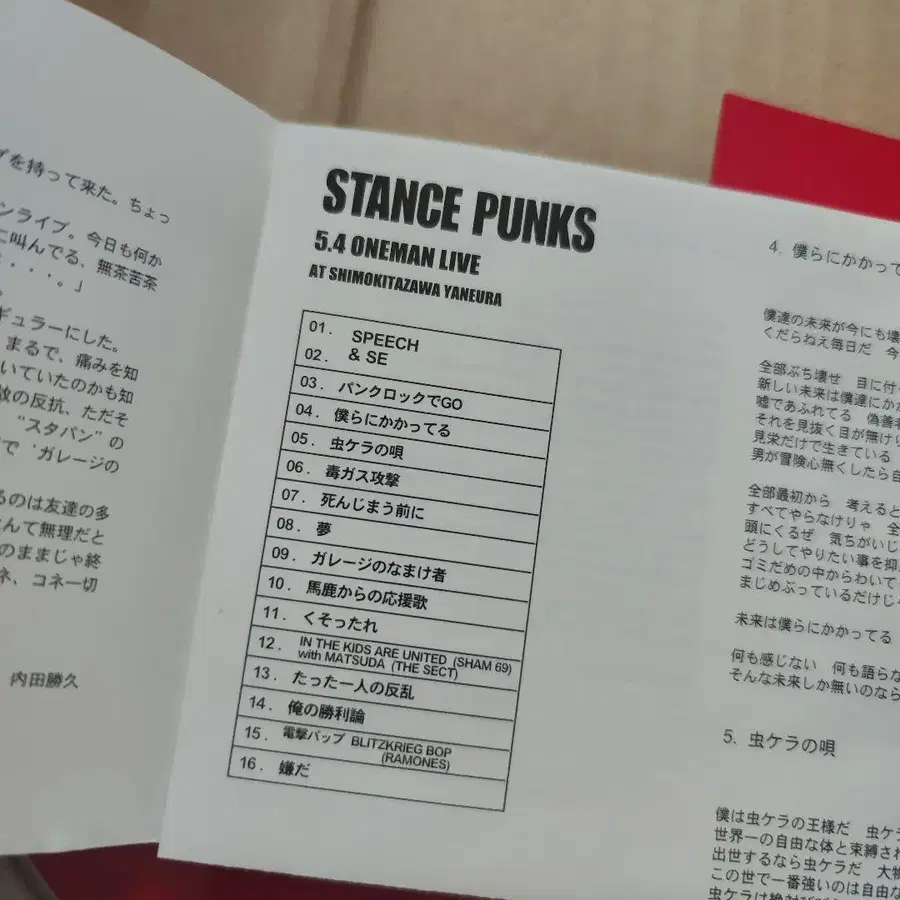 を持って来た。ちょっ
ンライブ。今日も何か
に叫んでる、無茶苦茶
・・・。」
ギュラーにした。
まるで、痛みを知
いていたのかも知
の反抗、ただそ
"スタパン"の
で゛ガレージの
るのは友達の多
んて無理だと
のままじゃ終
ネ、コネ一切
内田勝久
STANCE PUNKS
5.4 ONEMAN LIVE
AT SHIMOKITAZAWA YANEURA
01. SPEECH
02. & SE
03. パンクロックでGO
04. 僕らにかかってる
05. 虫ケラの唄
06. 毒ガス攻撃
07. 死んじまう前に
08. 夢
09. ガレージのなまけ者
10. 馬鹿からの応援歌
11. くそったれ
12. IN THE KIDS ARE UNITED (SHAM 69)
with MATSUDA (THE SECT)
13. たった一人の反乱
14. 俺の勝利論
15. 電撃バップ BLITZKRIEG BOP
(RAMONES)
16. 嫌だ
4. 僕らにかかって
僕達の未来が今にも壊
くだらねえ毎日だ 今
全部ぶち壊せ 目に付
新しい未来は僕達にか
嘘であふれてる 偽善
それを見抜く目が無け
見栄だけで生きている
男が冒険心無くしたら自
全部最初から 考えると
すべてやらなけりゃ 全
頭にくるぜ 気ちがいじ
どうしてやりたい事を抑
ゴミだめの中からわいて
まじめぶっているだけじ
未来は僕らにかかってる
何も感じない 何も語らな
そんな未来しか無いのなら
5. 虫ケラの唄
僕は虫ケラの王様だ 虫ケラ
世界一の自由な体と束縛され
出世するなら虫ケラだ 大物
この世で一番強いのは自由な
虫ケラは絶対